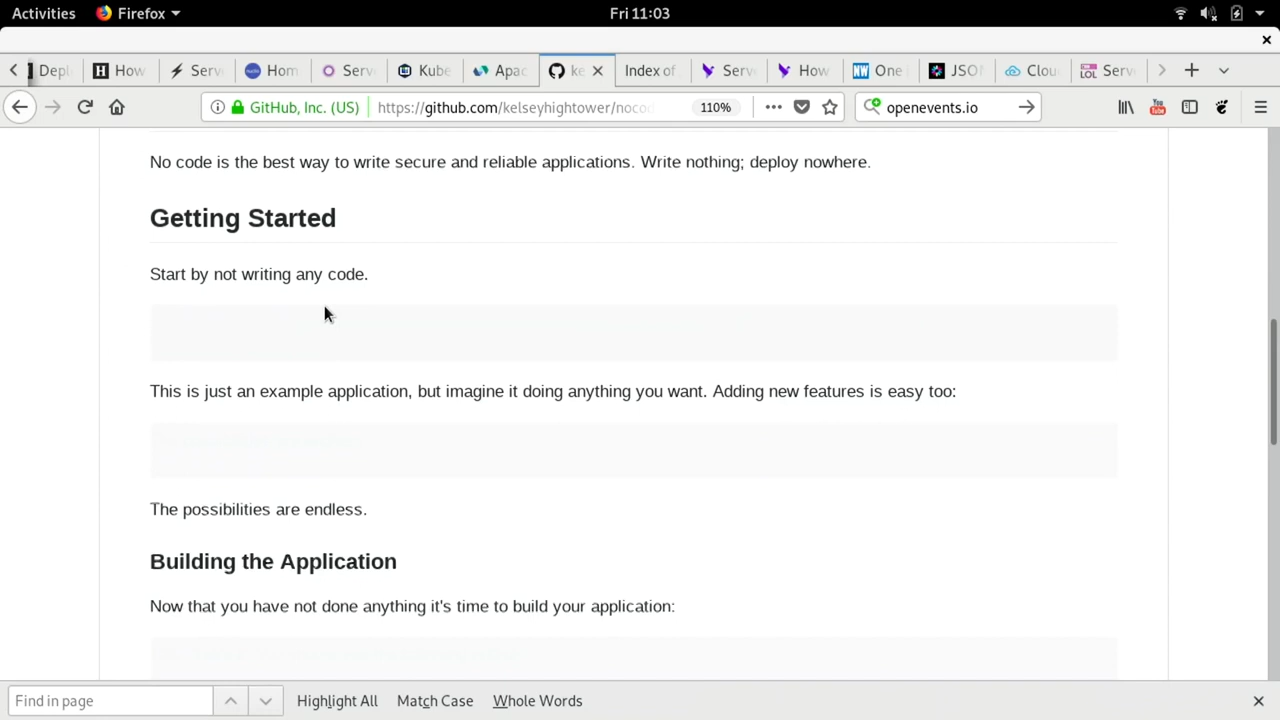 Activities Firefox Fri 11:03
Depl How Serv Hom Serv Kube Apac ke Index of Serv How One JSO Clou Serv
GitHub, Inc. (US) https://github.com/kelseyhightower/noco 110% openevents.io
No code is the best way to write secure and reliable applications. Write nothing; deploy nowhere.
Getting Started
Start by not writing any code.
This is just an example application, but imagine it doing anything you want. Adding new features is easy too:
The possibilities are endless.
Building the Application
Now that you have not done anything it's time to build your application:
Find in page Highlight All Match Case Whole Words